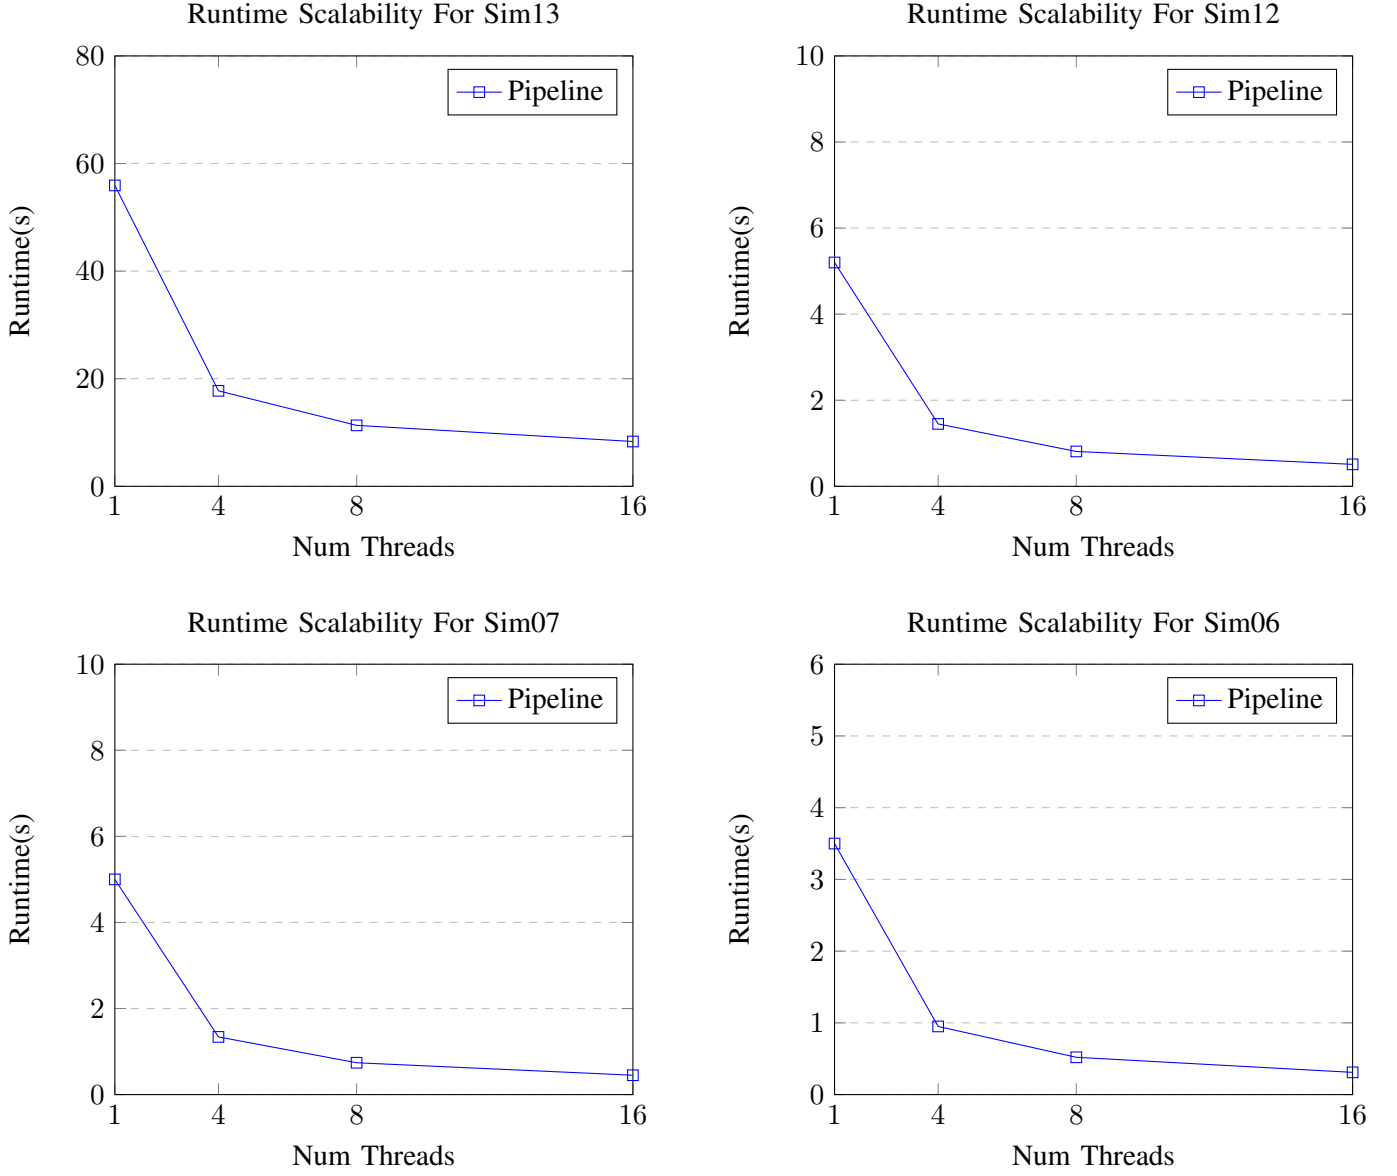 Runtime Scalability For Sim13
80
60
40
20
0
1 4 8 16
Runtime(s)
Num Threads
Pipeline
Runtime Scalability For Sim12
10
8
6
4
2
0
1 4 8 16
Runtime(s)
Num Threads
Pipeline
Runtime Scalability For Sim07
10
8
6
4
2
0
1 4 8 16
Runtime(s)
Num Threads
Pipeline
Runtime Scalability For Sim06
6
5
4
3
2
1
0
1 4 8 16
Runtime(s)
Num Threads
Pipeline